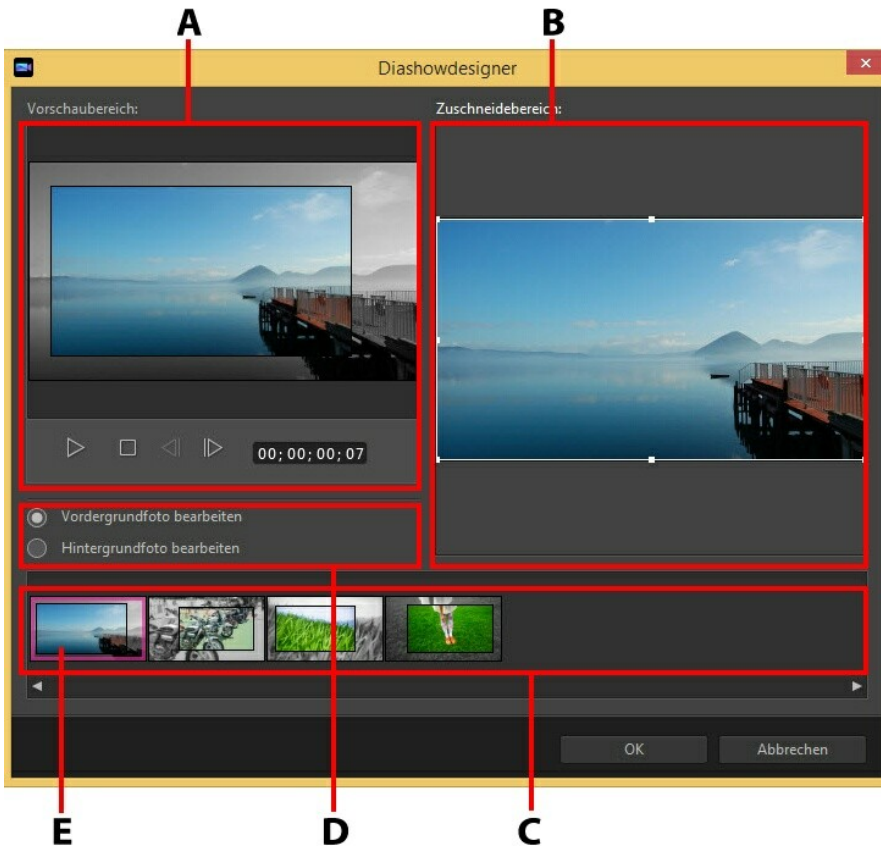 A
B
Diashowdesigner
Vorschaubereich:
Zuschneidebereich:
00;00;00;07
Vordergrundfoto bearbeiten
Hintergrundfoto bearbeiten
OK
Abbrechen
E
D
C